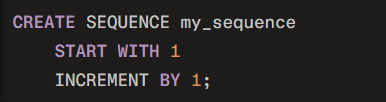 CREATE SEQUENCE my_sequence
    START WITH 1
    INCREMENT BY 1;